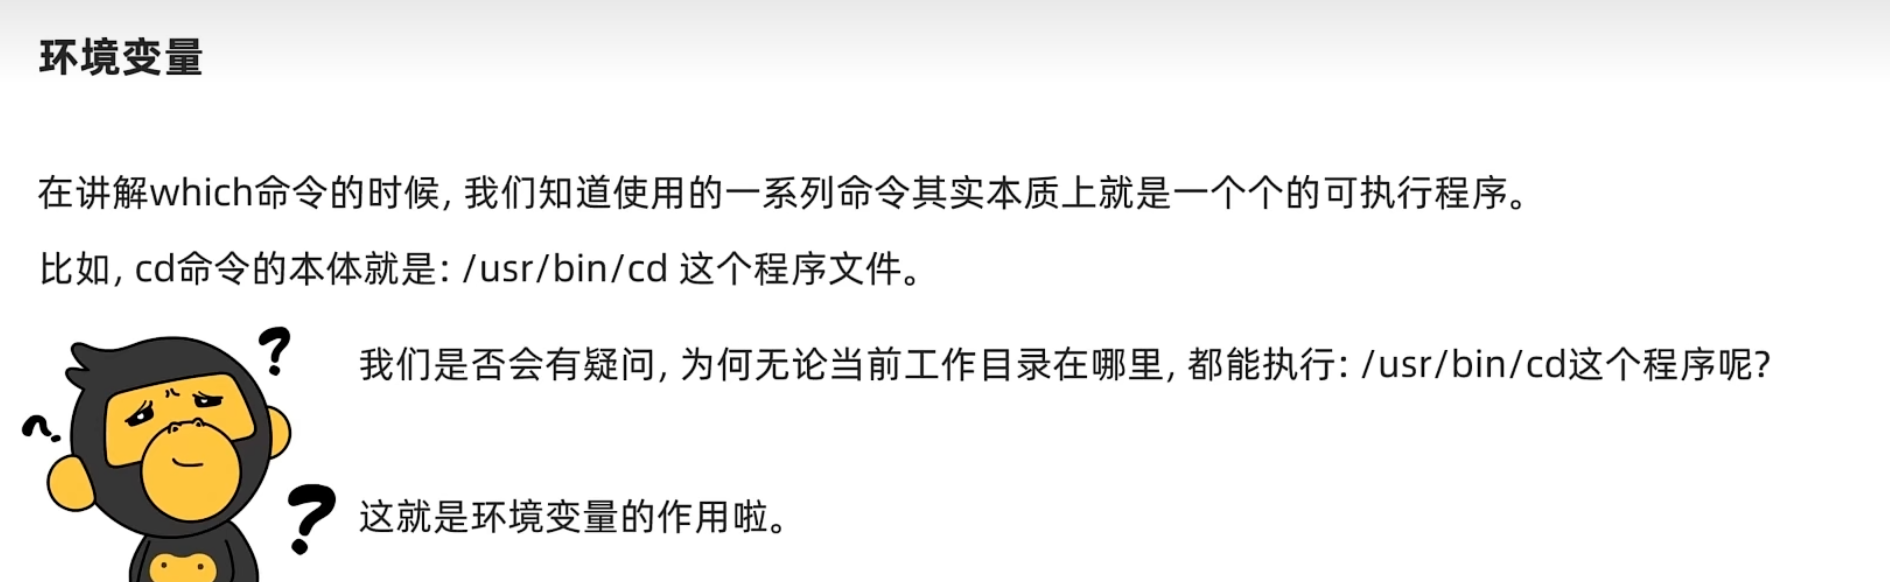 环境变量
在讲解which命令的时候, 我们知道使用的一系列命令其实本质上就是一个个的可执行程序。
比如, cd命令的本体就是: /usr/bin/cd 这个程序文件。
我们是否会有疑问, 为何无论当前工作目录在哪里, 都能执行: /usr/bin/cd这个程序呢?
这就是环境变量的作用啦。